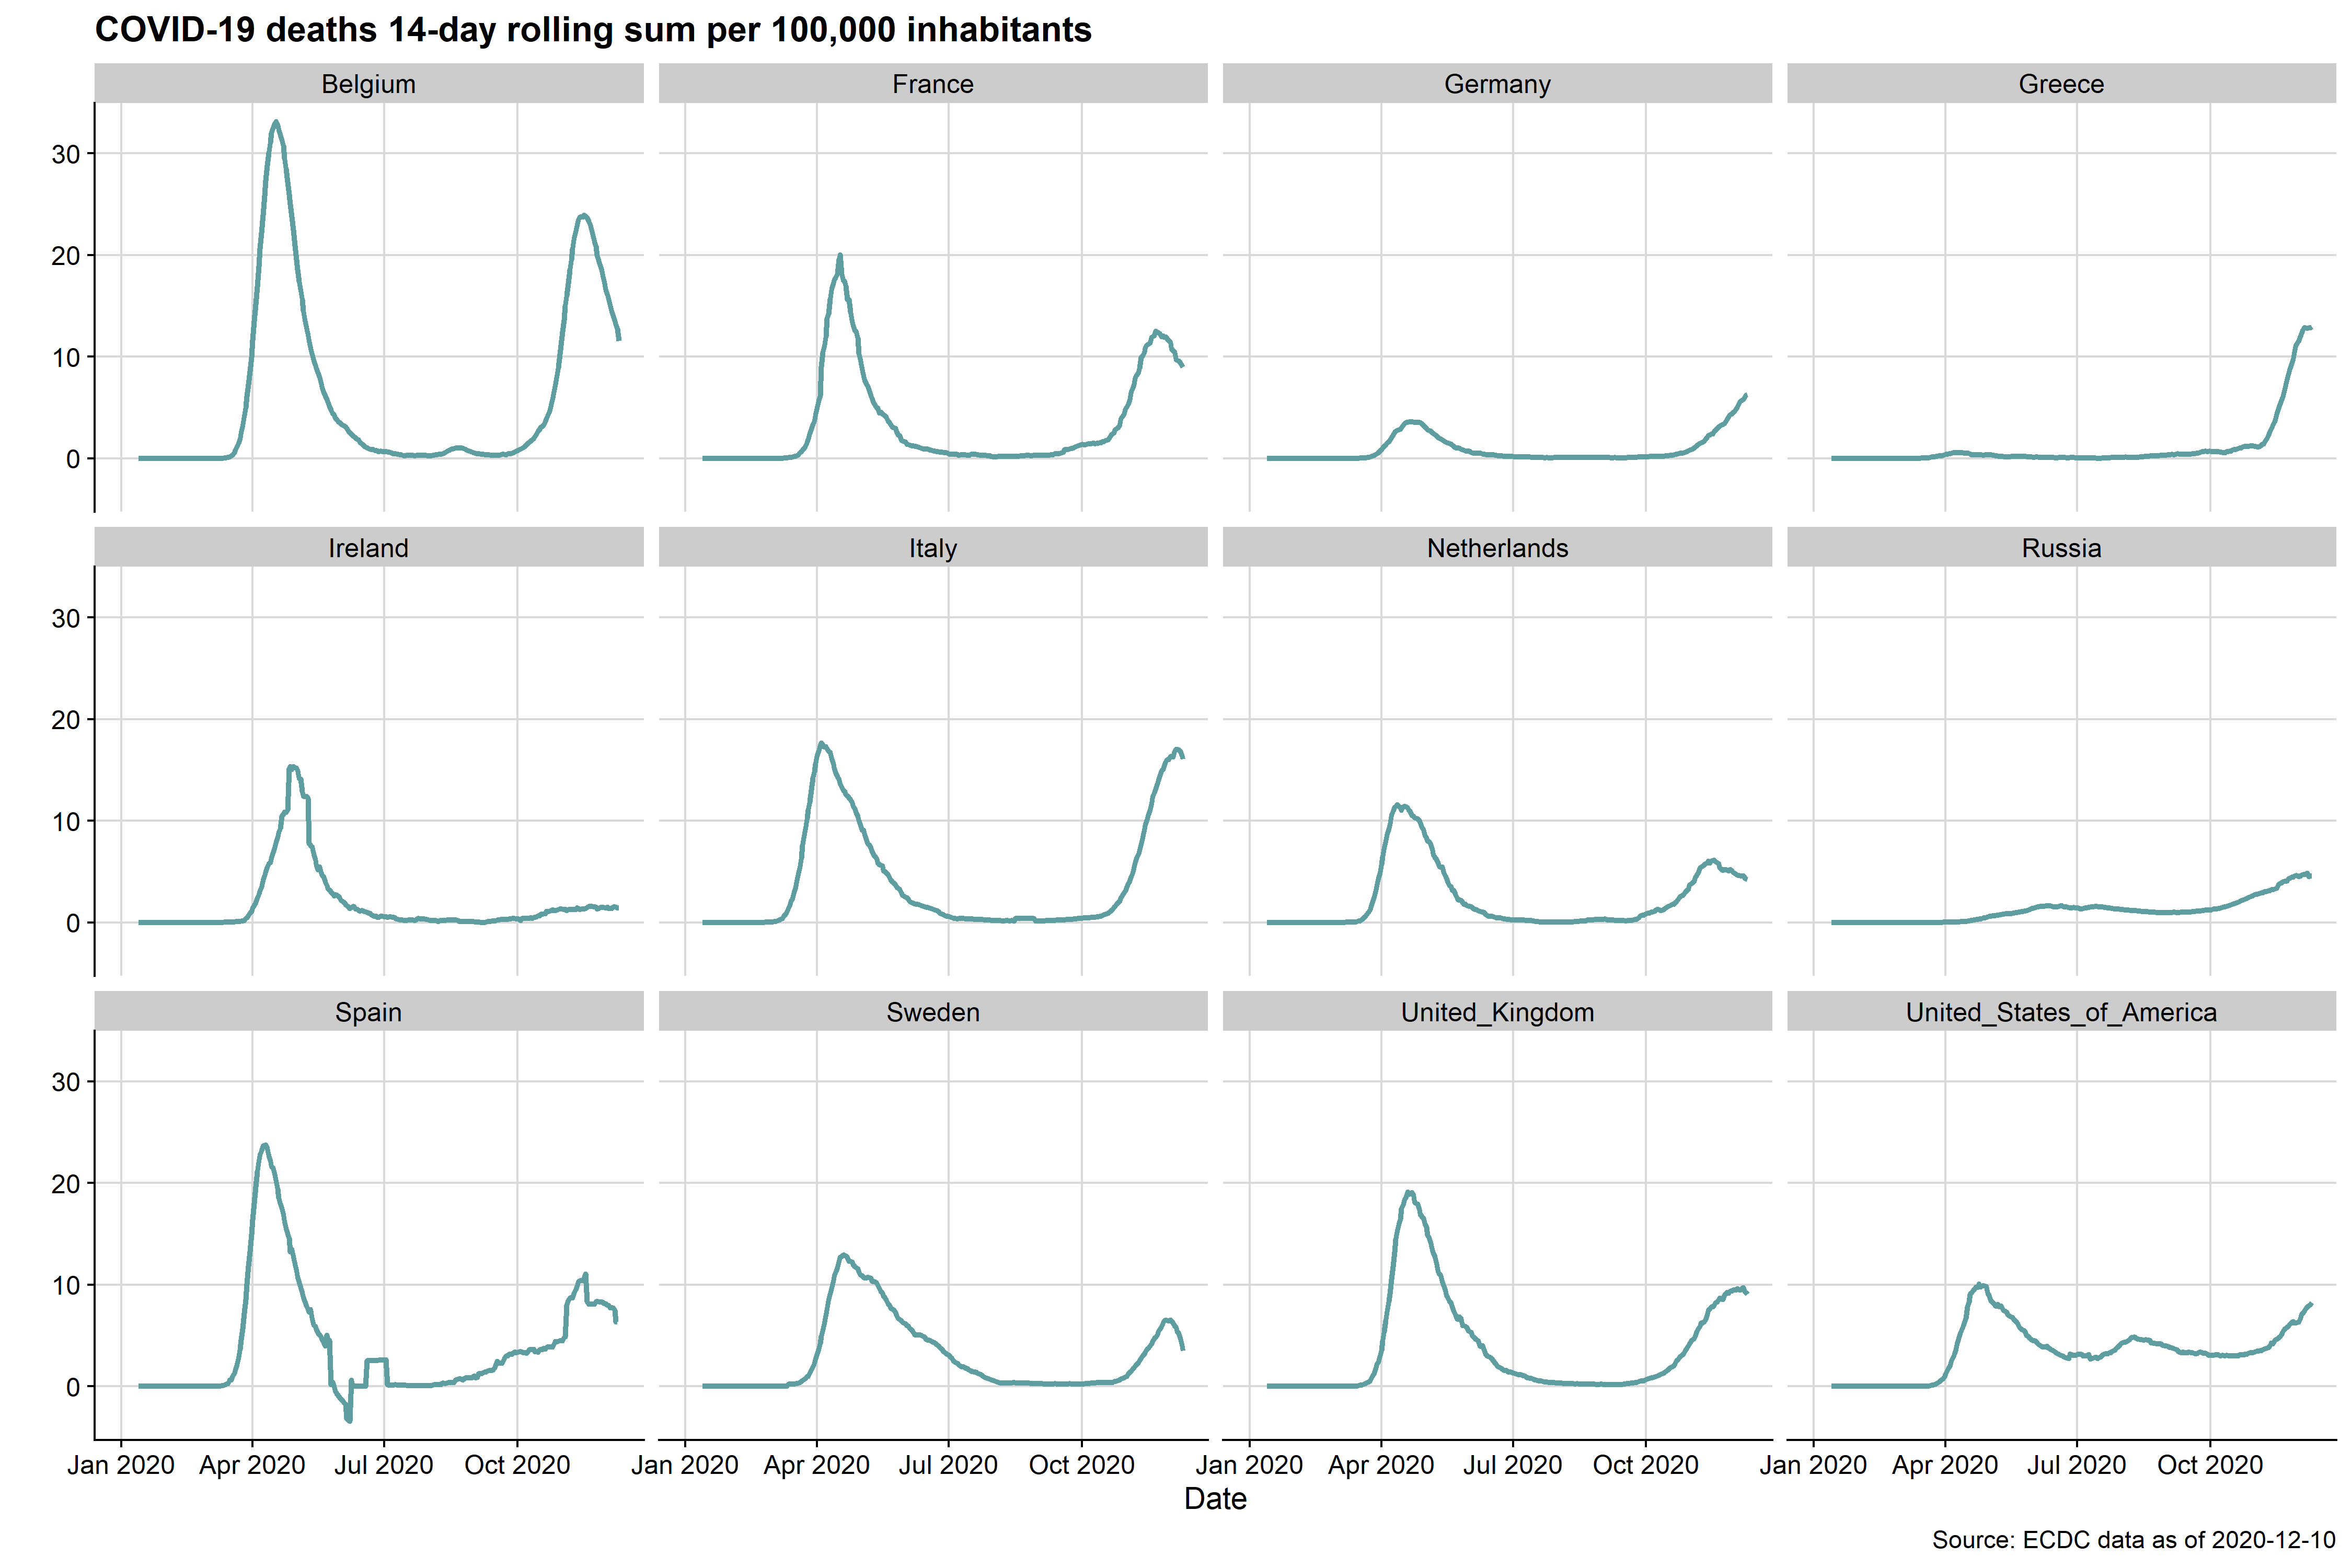 COVID-19 deaths 14-day rolling sum per 100,000 inhabitants
Belgium France Germany Greece
30
20
10
0
Ireland Italy Netherlands Russia
30
20
10
0
Spain Sweden United_Kingdom United_States_of_America
30
20
10
0
Jan 2020 Apr 2020 Jul 2020 Oct 2020 Jan 2020 Apr 2020 Jul 2020 Oct 2020 Jan 2020 Apr 2020 Jul 2020 Oct 2020 Jan 2020 Apr 2020 Jul 2020 Oct 2020
Date
Source: ECDC data as of 2020-12-10